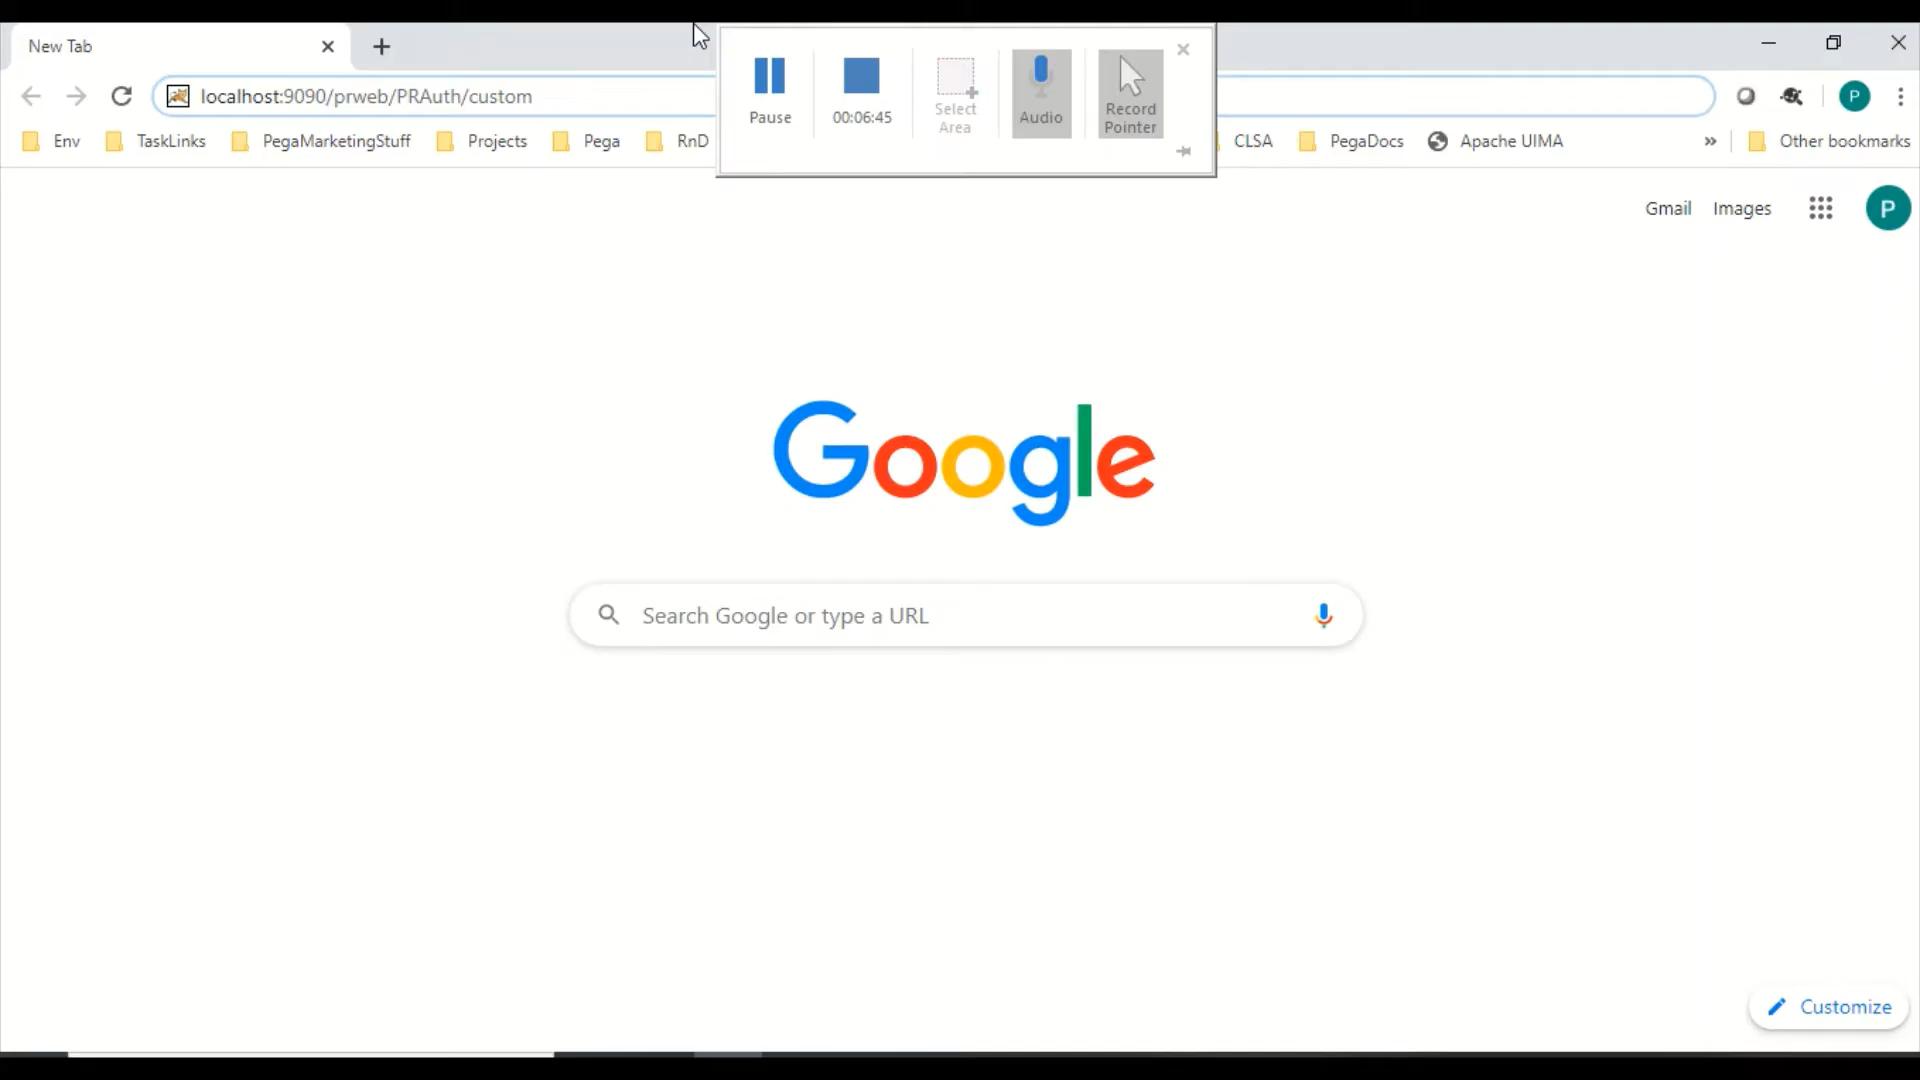 New Tab
localhost:9090/prweb/PRAuth/custom
Pause
00:06:45
Select Area
Audio
Record Pointer
P
Env TaskLinks PegaMarketingStuff Projects Pega RnD CLSA PegaDocs Apache UIMA » Other bookmarks
Gmail Images P
Google
Search Google or type a URL
Customize